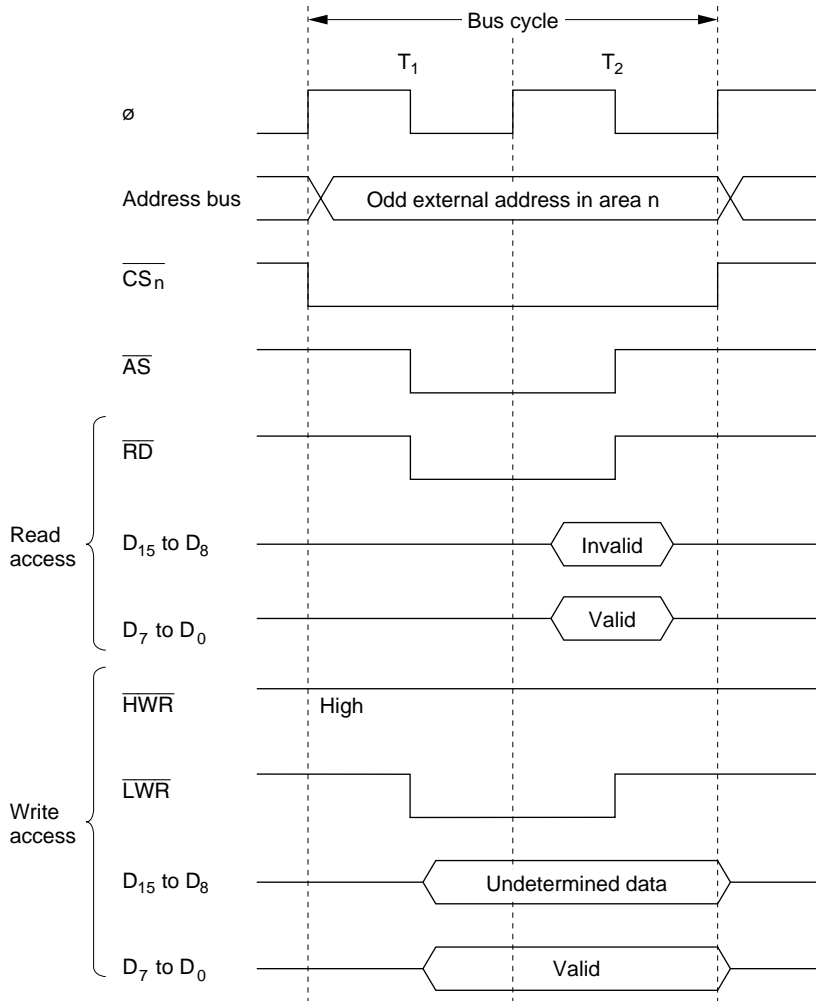 Bus cycle
T1 T2
ø
Address bus Odd external address in area n
CSn
AS
RD
Read
access
D15 to D8 Invalid
D7 to D0 Valid
HWR High
LWR
Write
access
D15 to D8 Undetermined data
D7 to D0 Valid